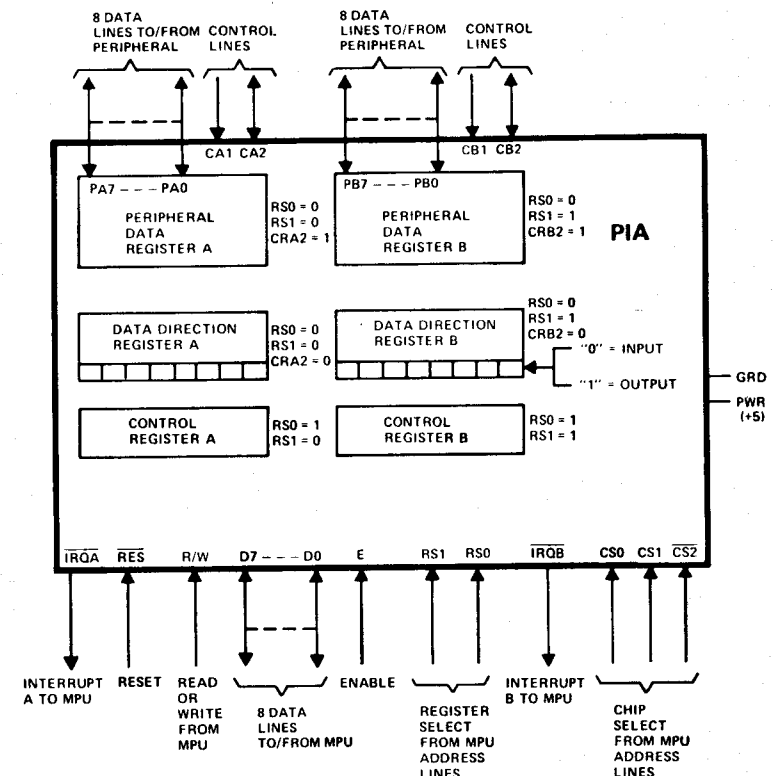 8 DATA
LINES TO/FROM
PERIPHERAL
CONTROL
LINES
8 DATA
LINES TO/FROM
PERIPHERAL
CONTROL
LINES
CA1 CA2
CB1 CB2
PA7 --- PA0
PERIPHERAL
DATA
REGISTER A
RS0 = 0
RS1 = 0
CRA2 = 1
PB7 --- PB0
PERIPHERAL
DATA
REGISTER B
RS0 = 0
RS1 = 1
CRB2 = 1
PIA
DATA DIRECTION
REGISTER A
RS0 = 0
RS1 = 0
CRA2 = 0
DATA DIRECTION
REGISTER B
RS0 = 0
RS1 = 1
CRB2 = 0
"0" = INPUT
"1" = OUTPUT
GRD
PWR
(+5)
CONTROL
REGISTER A
RS0 = 1
RS1 = 0
CONTROL
REGISTER B
RS0 = 1
RS1 = 1
IRQA RES R/W D7 --- D0 E RS1 RS0 IRQB CS0 CS1 CS2
INTERRUPT
A TO MPU
RESET
READ
OR
WRITE
FROM
MPU
8 DATA
LINES
TO/FROM MPU
ENABLE
REGISTER
SELECT
FROM MPU
ADDRESS
LINES
INTERRUPT
B TO MPU
CHIP
SELECT
FROM MPU
ADDRESS
LINES